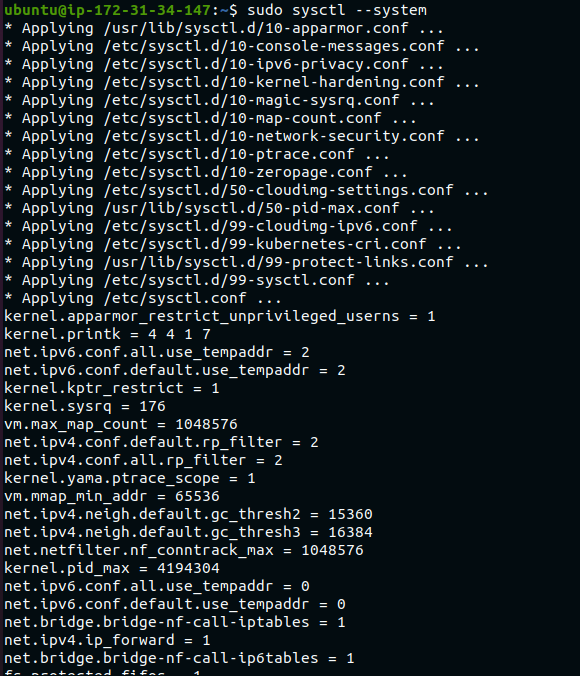 ubuntu@ip-172-31-34-147:~$ sudo sysctl --system
* Applying /usr/lib/sysctl.d/10-apparmor.conf ...
* Applying /etc/sysctl.d/10-console-messages.conf ...
* Applying /etc/sysctl.d/10-ipv6-privacy.conf ...
* Applying /etc/sysctl.d/10-kernel-hardening.conf ...
* Applying /etc/sysctl.d/10-magic-sysrq.conf ...
* Applying /etc/sysctl.d/10-map-count.conf ...
* Applying /etc/sysctl.d/10-network-security.conf ...
* Applying /etc/sysctl.d/10-ptrace.conf ...
* Applying /etc/sysctl.d/10-zeropage.conf ...
* Applying /etc/sysctl.d/50-cloudimg-settings.conf ...
* Applying /usr/lib/sysctl.d/50-pid-max.conf ...
* Applying /etc/sysctl.d/99-cloudimg-ipv6.conf ...
* Applying /etc/sysctl.d/99-kubernetes-cri.conf ...
* Applying /usr/lib/sysctl.d/99-protect-links.conf ...
* Applying /etc/sysctl.d/99-sysctl.conf ...
* Applying /etc/sysctl.conf ...
kernel.apparmor_restrict_unprivileged_userns = 1
kernel.printk = 4 4 1 7
net.ipv6.conf.all.use_tempaddr = 2
net.ipv6.conf.default.use_tempaddr = 2
kernel.kptr_restrict = 1
kernel.sysrq = 176
vm.max_map_count = 1048576
net.ipv4.conf.default.rp_filter = 2
net.ipv4.conf.all.rp_filter = 2
kernel.yama.ptrace_scope = 1
vm.mmap_min_addr = 65536
net.ipv4.neigh.default.gc_thresh2 = 15360
net.ipv4.neigh.default.gc_thresh3 = 16384
net.netfilter.nf_conntrack_max = 1048576
kernel.pid_max = 4194304
net.ipv6.conf.all.use_tempaddr = 0
net.ipv6.conf.default.use_tempaddr = 0
net.bridge.bridge-nf-call-iptables = 1
net.ipv4.ip_forward = 1
net.bridge.bridge-nf-call-ip6tables = 1
fs.protected_fifos = 1